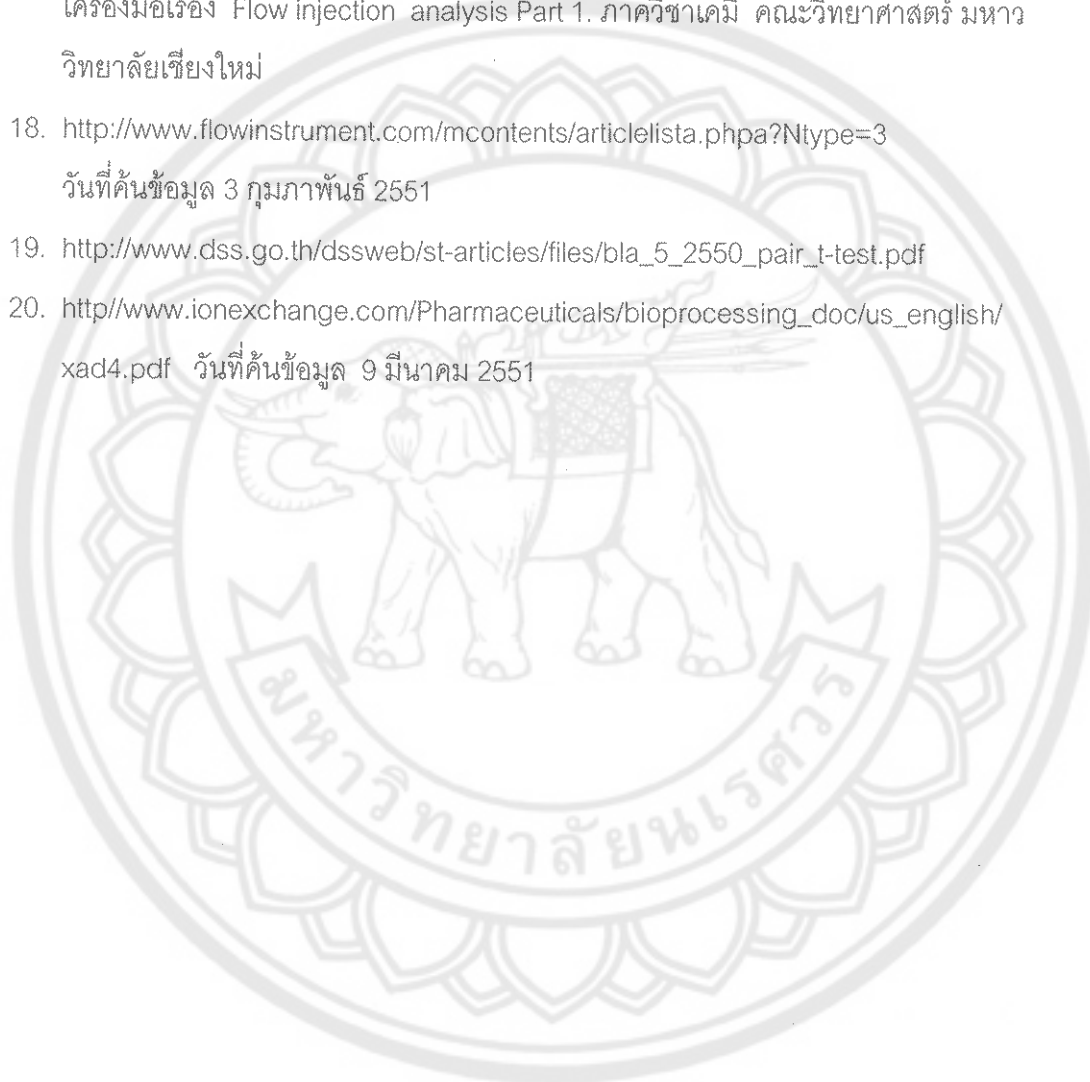 เครื่องมือเรื่อง Flow injection analysis Part 1. ภาควิชาเคมี คณะวิทยาศาสตร์ มหาว
วิทยาลัยเชียงใหม่
18. http://www.flowinstrument.com/mcontents/articlelista.phpa?Ntype=3
วันที่ค้นข้อมูล 3 กุมภาพันธ์ 2551
19. http://www.dss.go.th/dssweb/st-articles/files/bla_5_2550_pair_t-test.pdf
20. http//www.ionexchange.com/Pharmaceuticals/bioprocessing_doc/us_english/
xad4.pdf วันที่ค้นข้อมูล 9 มีนาคม 2551
มหาวิทยาลัยนเรศวร